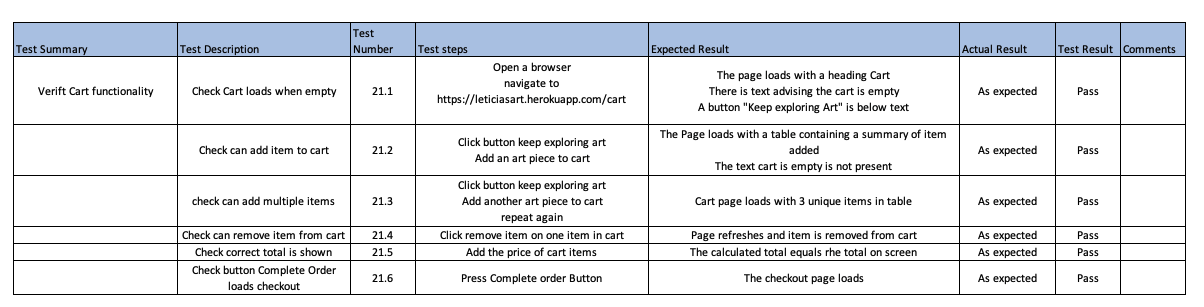 Test Summary Test Description Test Number Test steps Expected Result Actual Result Test Result Comments
Verift Cart functionality
Check Cart loads when empty
21.1
Open a browser
navigate to
https://leticiasart.herokuapp.com/cart
The page loads with a heading Cart
There is text advising the cart is empty
A button "Keep exploring Art" is below text
As expected
Pass
Check can add item to cart
21.2
Click button keep exploring art
Add an art piece to cart
The Page loads with a table containing a summary of item
added
The text cart is empty is not present
As expected
Pass
check can add multiple items
21.3
Click button keep exploring art
Add another art piece to cart
repeat again
Cart page loads with 3 unique items in table
As expected
Pass
Check can remove item from cart
21.4
Click remove item on one item in cart
Page refreshes and item is removed from cart
As expected
Pass
Check correct total is shown
21.5
Add the price of cart items
The calculated total equals rhe total on screen
As expected
Pass
Check button Complete Order
loads checkout
21.6
Press Complete order Button
The checkout page loads
As expected
Pass